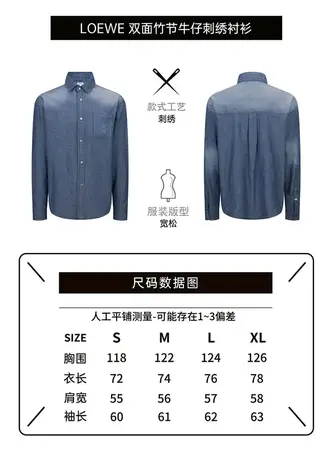 LOEWE 双面竹节牛仔刺绣衬衫
款式工艺
刺绣
服装版型
宽松
尺码数据图
人工平铺测量-可能存在1~3偏差
SIZE S M L XL
胸围 118 122 124 126
衣长 72 74 76 78
肩宽 55 56 57 58
袖长 60 61 62 63